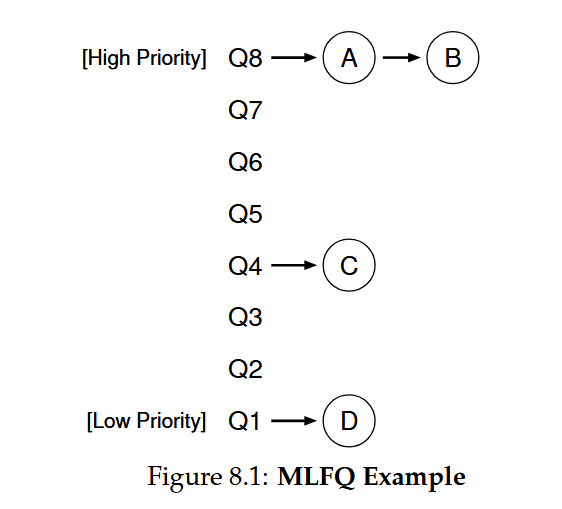 [High Priority] Q8 A B
Q7
Q6
Q5
Q4 C
Q3
Q2
[Low Priority] Q1 D
Figure 8.1: MLFQ Example